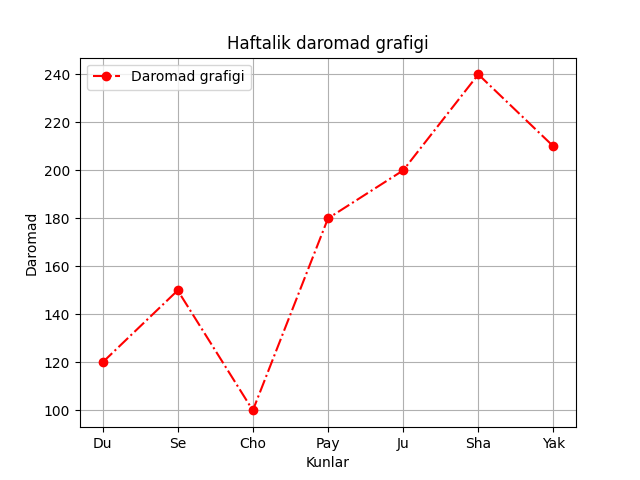 Haftalik daromad grafigi
Daromad grafigi
Daromad
240
220
200
180
160
140
120
100
Du Se Cho Pay Ju Sha Yak
Kunlar